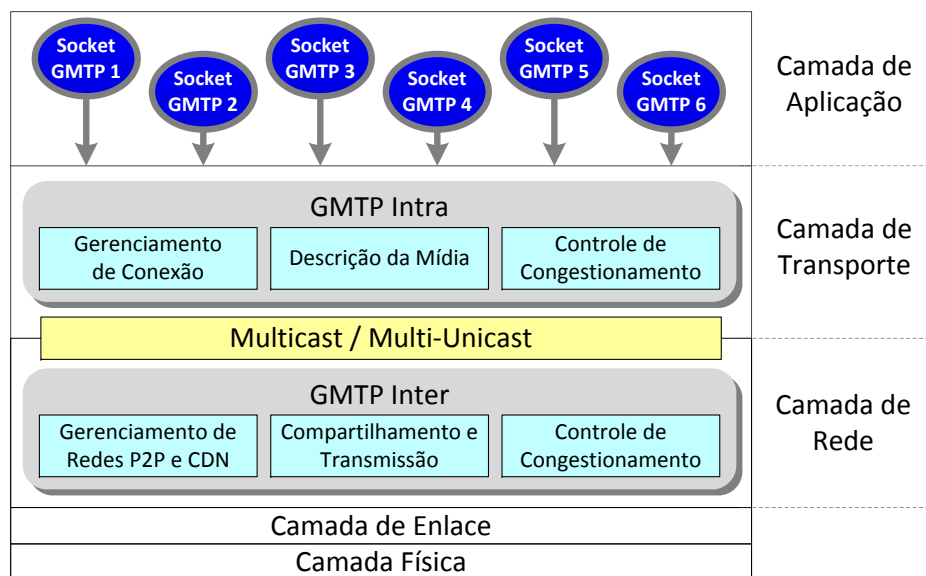 Socket
GMTP 1
Socket
GMTP 2
Socket
GMTP 3
Socket
GMTP 4
Socket
GMTP 5
Socket
GMTP 6
Camada de
Aplicação
GMTP Intra
Gerenciamento
de Conexão
Descrição da Mídia
Controle de
Congestionamento
Camada de
Transporte
Multicast / Multi-Unicast
GMTP Inter
Gerenciamento de
Redes P2P e CDN
Compartilhamento e
Transmissão
Controle de
Congestionamento
Camada de
Rede
Camada de Enlace
Camada Física